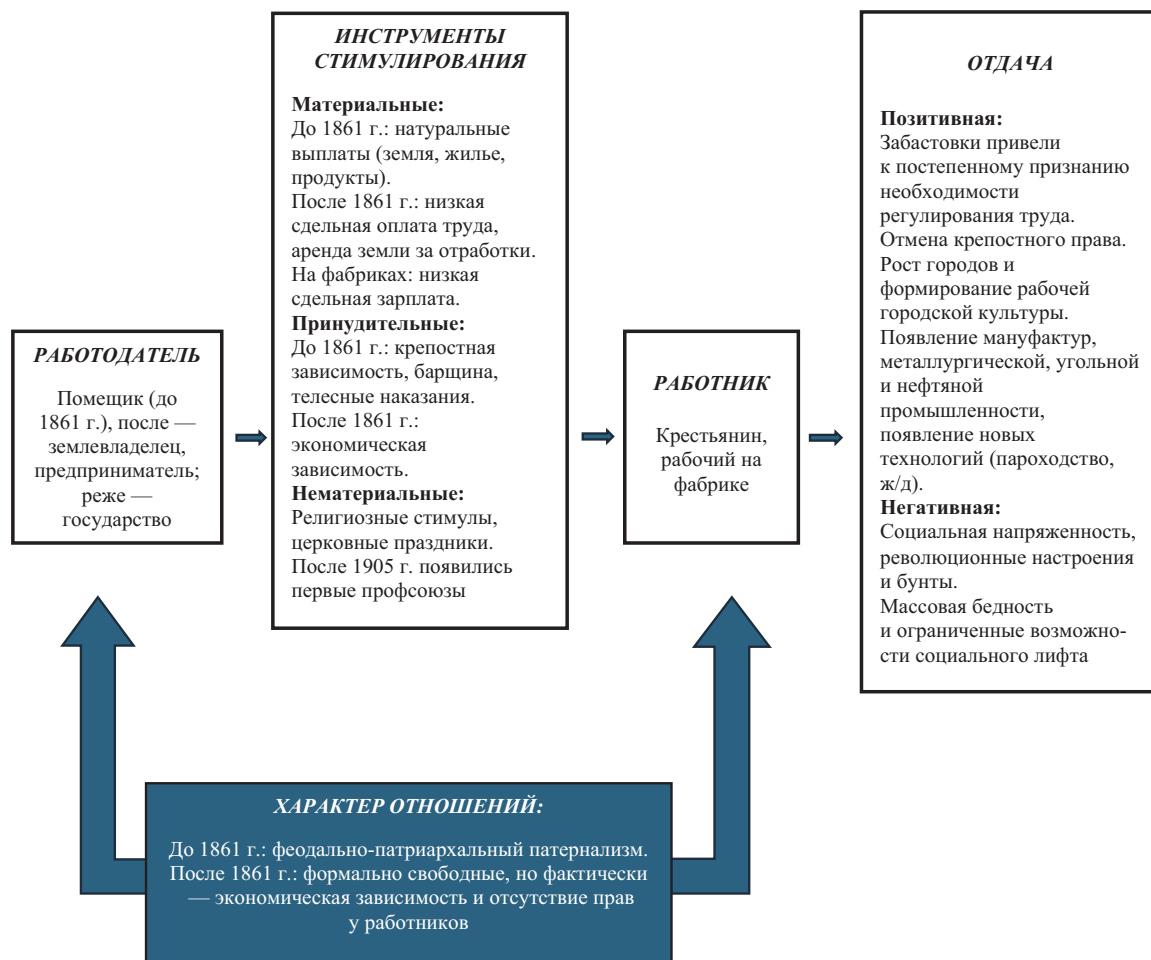 РАБОТОДАТЕЛЬ
Помещик (до
1861 г.), после —
землевладелец,
предприниматель;
реже —
государство
ИНСТРУМЕНТЫ
СТИМУЛИРОВАНИЯ
Материальные:
До 1861 г.: натуральные
выплаты (земля, жилье,
продукты).
После 1861 г.: низкая
сдельная оплата труда,
аренда земли за отработки.
На фабриках: низкая
сдельная зарплата.
Принудительные:
До 1861 г.: крепостная
зависимость, барщина,
телесные наказания.
После 1861 г.:
экономическая
зависимость.
Нематериальные:
Религиозные стимулы,
церковные праздники.
После 1905 г. появились
первые профсоюзы
РАБОТНИК
Крестьянин,
рабочий на
фабрике
ОТДАЧА
Позитивная:
Забастовки привели
к постепенному признанию
необходимости
регулирования труда.
Отмена крепостного права.
Рост городов и
формирование рабочей
городской культуры.
Появление мануфактур,
металлургической, угольной
и нефтяной
промышленности,
появление новых
технологий (пароходство,
ж/д).
Негативная:
Социальная напряженность,
революционные настроения
и бунты.
Массовая бедность
и ограниченные возможно-
сти социального лифта
ХАРАКТЕР ОТНОШЕНИЙ:
До 1861 г.: феодально-патриархальный патернализм.
После 1861 г.: формально свободные, но фактически
— экономическая зависимость и отсутствие прав
у работников